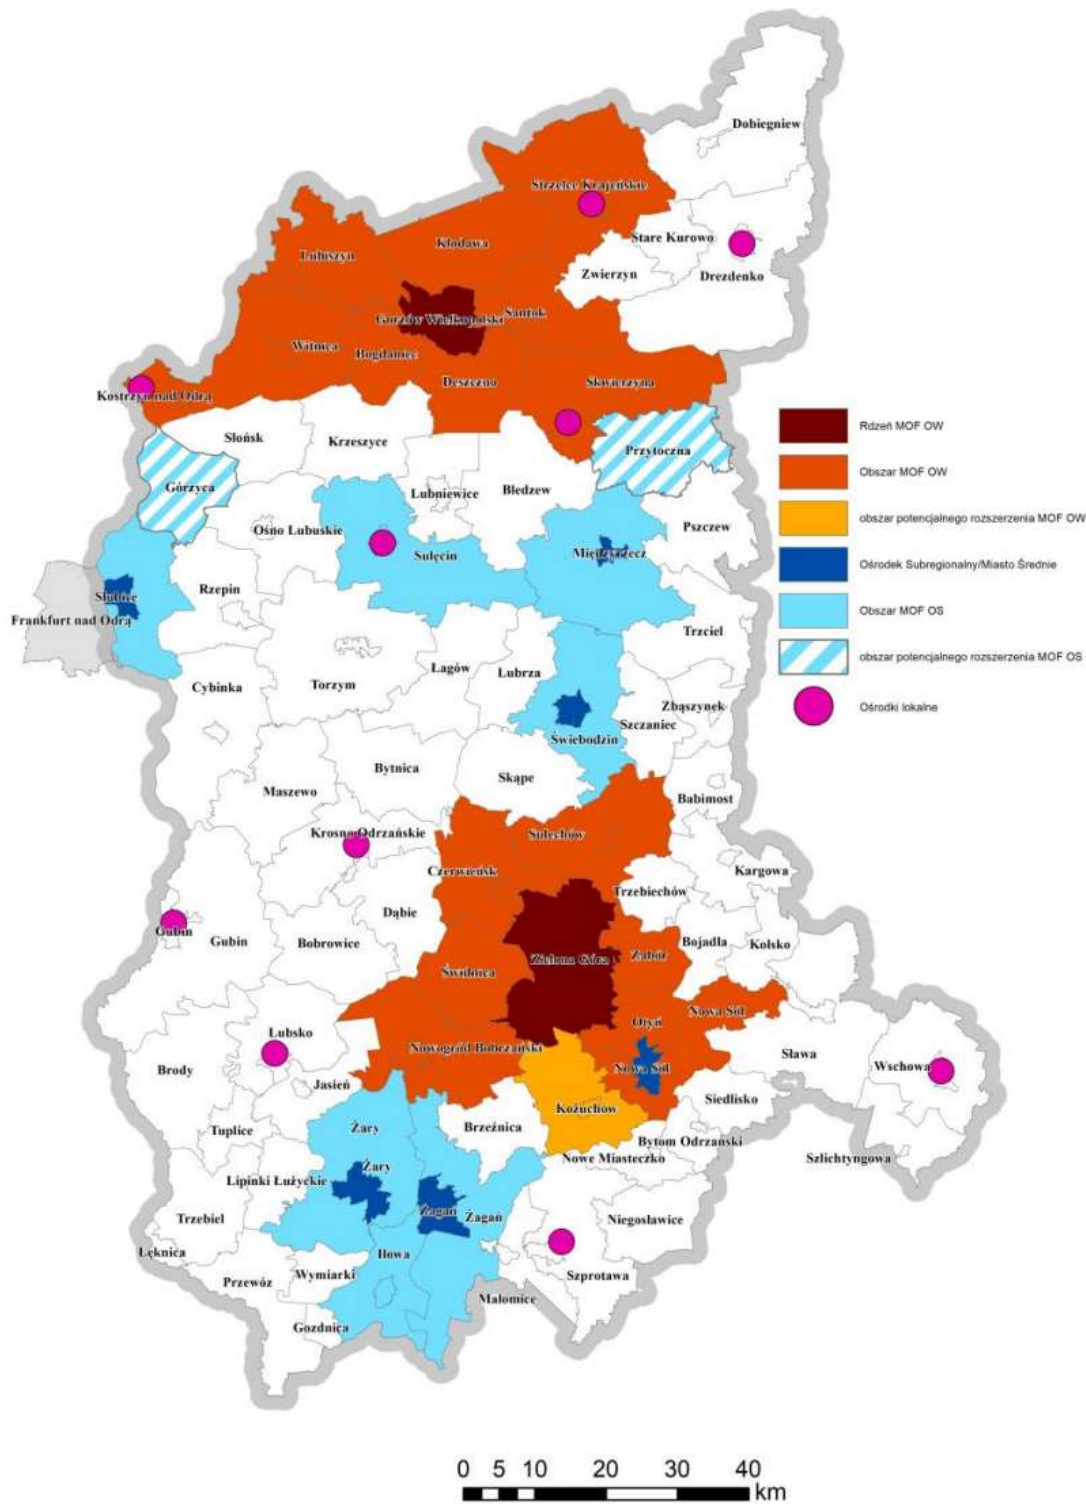 Dobiegniew
Strzelce Krajeńskie
Stare Kurowo
Kłodawa
Lubiszyn
Zwierzyn
Drezdenko
Gorzów Wielkopolski
Santok
Witnica
Bogdaniec
Deszczno
Skwierzyna
Kostrzyn nad Odrą
Rdzeń MOF OW
Słońsk
Krzeszyce
Przytoczna
Obszar MOF OW
Górzyca
Lubniewice
Bledzew
obszar potencjalnego rozszerzenia MOF OW
Ośno Lubuskie
Sulęcin
Międzyrzecz
Pszczew
Ośrodek Subregionalny/Miasto Średnie
Rzepin
Słubice
Obszar MOF OS
Frankfurt nad Odrą
Trzciel
obszar potencjalnego rozszerzenia MOF OS
Cybinka
Torzym
Łagów
Lubrza
Zbąszynek
Ośrodki lokalne
Szczaniec
Świebodzin
Bytnica
Skąpe
Maszewo
Babimost
Krosno Odrzańskie
Sulechów
Czerwieńsk
Kargowa
Trzebiechów
Dąbie
Gubin
Gubin
Bobrowice
Bojadła
Kolsko
Zielona Góra
Zabór
Świdnica
Nowa Sól
Otyń
Lubsko
Nowogród Bobrzański
Sława
Brody
Nowa Sól
Wschowa
Jasień
Siedlisko
Kożuchów
Tuplice
Żary
Brzeźnica
Bytom Odrzański
Nowe Miasteczko
Szlichtyngowa
Lipinki Łużyckie
Żary
Żagań
Żagań
Trzebiel
Niegosławice
Łęknica
Iłowa
Przewóz
Wymiarki
Szprotawa
Małomice
Gozdnica
0 5 10 20 30 40
km